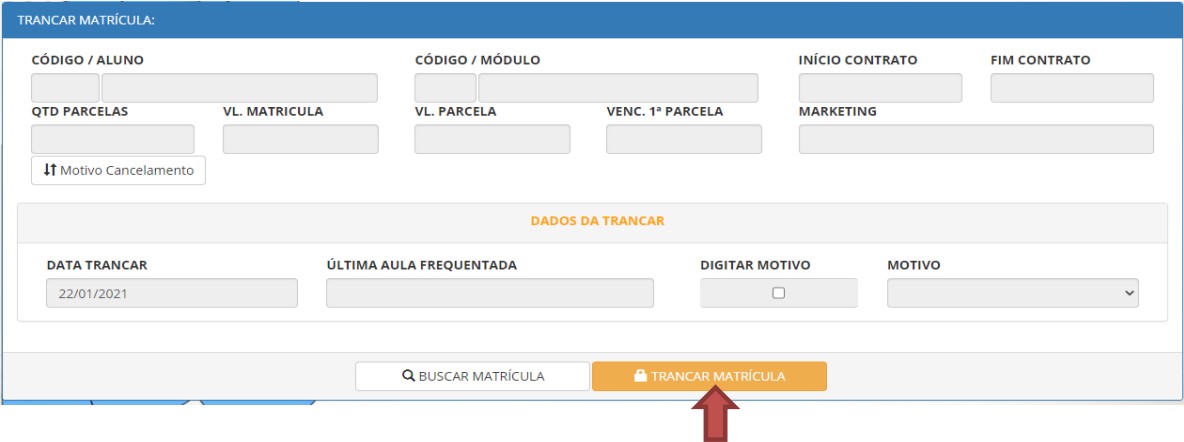 TRANCAR MATRÍCULA:
CÓDIGO / ALUNO CÓDIGO / MÓDULO INÍCIO CONTRATO FIM CONTRATO
QTD PARCELAS VL. MATRICULA VL. PARCELA VENC. 1ª PARCELA MARKETING
Motivo Cancelamento
DADOS DA TRANCAR
DATA TRANCAR ÚLTIMA AULA FREQUENTADA DIGITAR MOTIVO MOTIVO
22/01/2021
BUSCAR MATRÍCULA TRANCAR MATRÍCULA